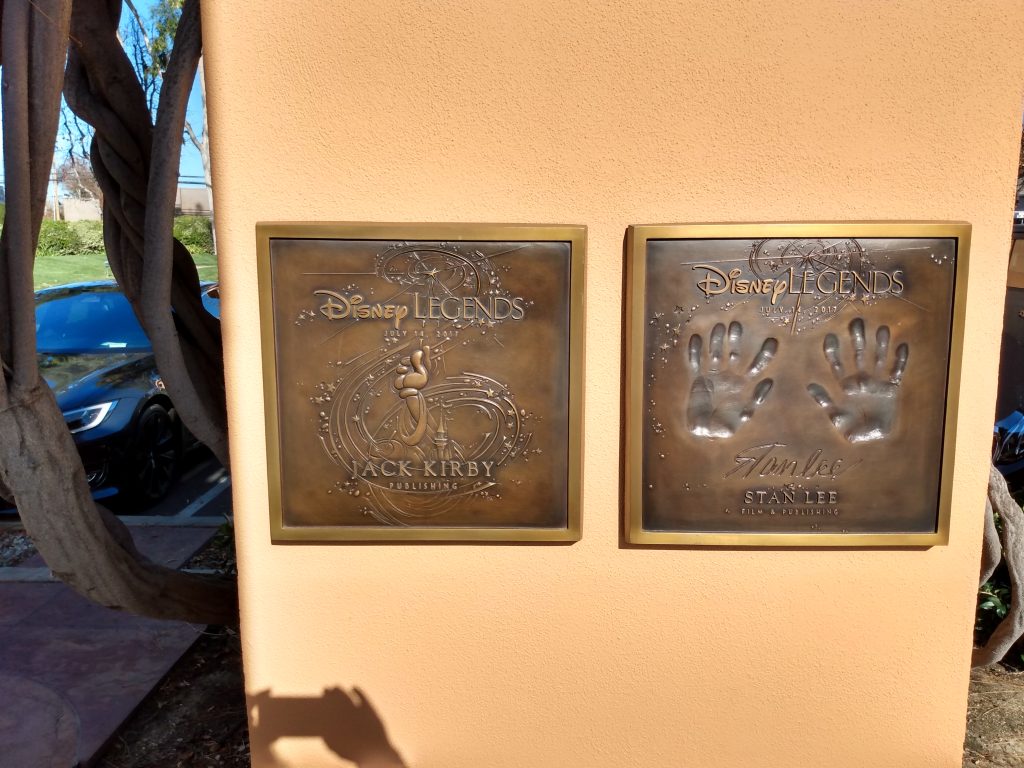 Disney LEGENDS
JULY 14, 2017
JACK KIRBY
PUBLISHING
Disney LEGENDS
JULY 14, 2017
Stan Lee
STAN LEE
FILM & PUBLISHING